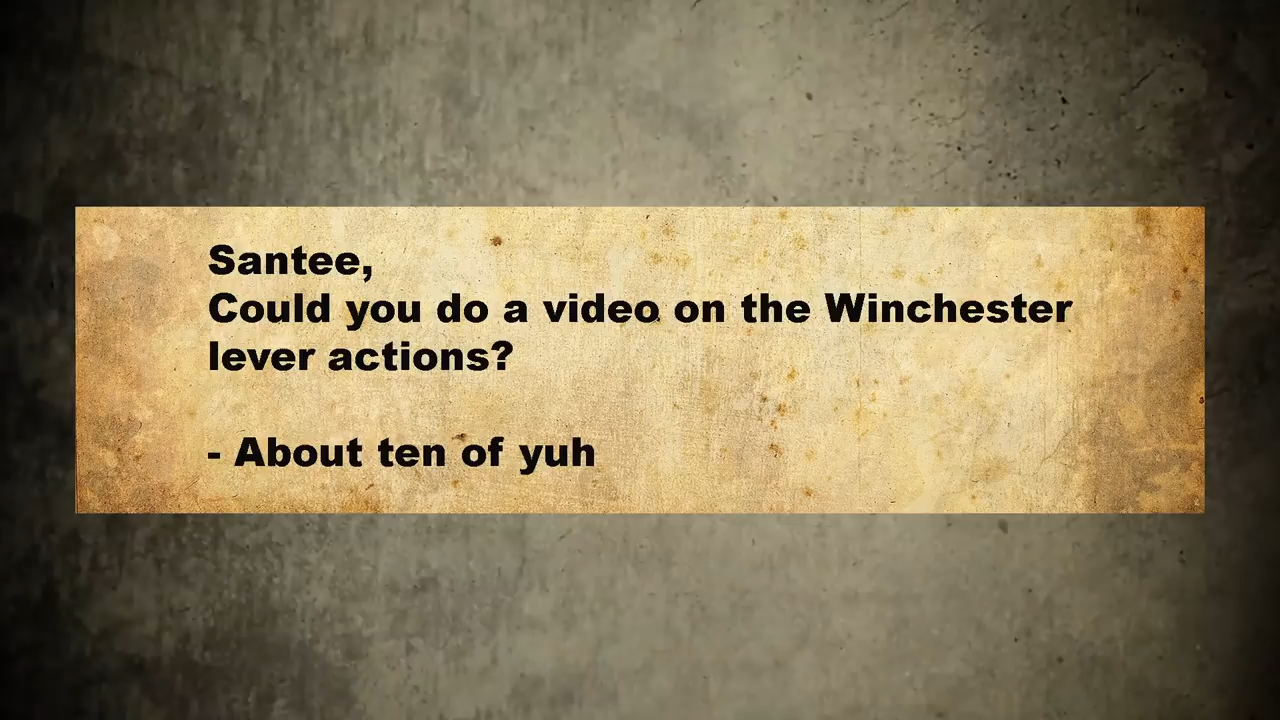 Santee,
Could you do a video on the Winchester
lever actions?
- About ten of yuh